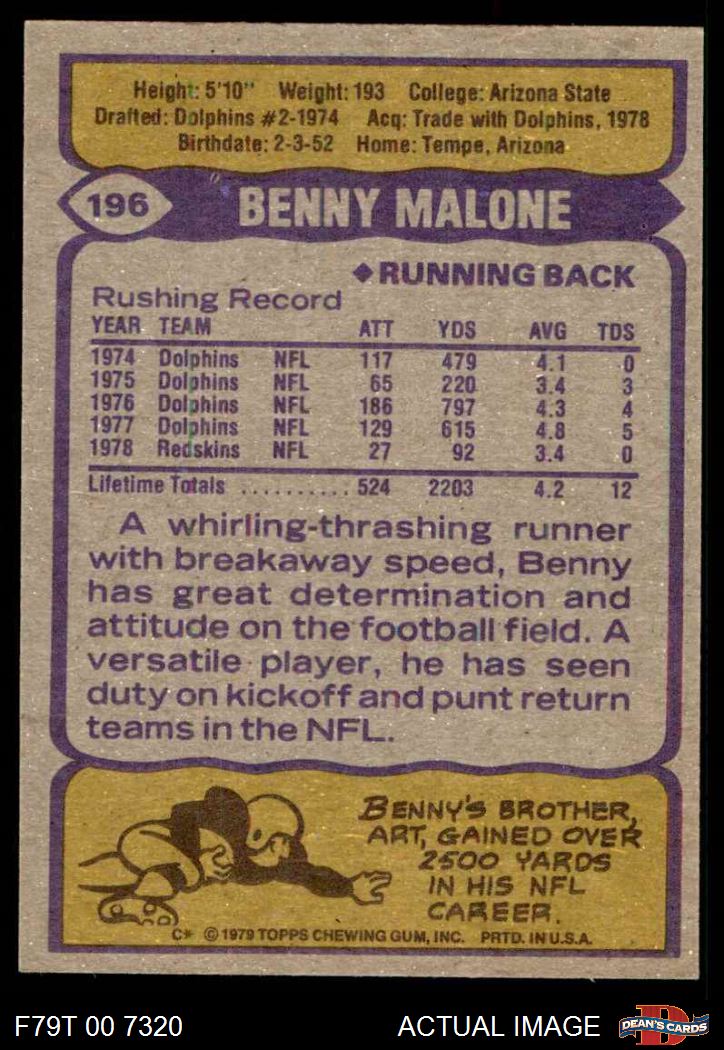 Height: 5'10" Weight: 193 College: Arizona State
Drafted: Dolphins #2-1974 Acq: Trade with Dolphins, 1978
Birthdate: 2-3-52 Home: Tempe, Arizona
196 BENNY MALONE
◆RUNNING BACK
Rushing Record
YEAR TEAM ATT YDS AVG TDS
1974 Dolphins NFL 117 479 4.1 0
1975 Dolphins NFL 65 220 3.4 3
1976 Dolphins NFL 186 797 4.3 4
1977 Dolphins NFL 129 615 4.8 5
1978 Redskins NFL 27 92 3.4 0
Lifetime Totals .......... 524 2203 4.2 12
A whirling-thrashing runner
with breakaway speed, Benny
has great determination and
attitude on the football field. A
versatile player, he has seen
duty on kickoff and punt return
teams in the NFL.
BENNY'S BROTHER,
ART, GAINED OVER
2500 YARDS
IN HIS NFL
CAREER.
C* © 1979 TOPPS CHEWING GUM, INC. PRTD. IN U.S.A.
F79T 00 7320 ACTUAL IMAGE D DEAN'S CARDS